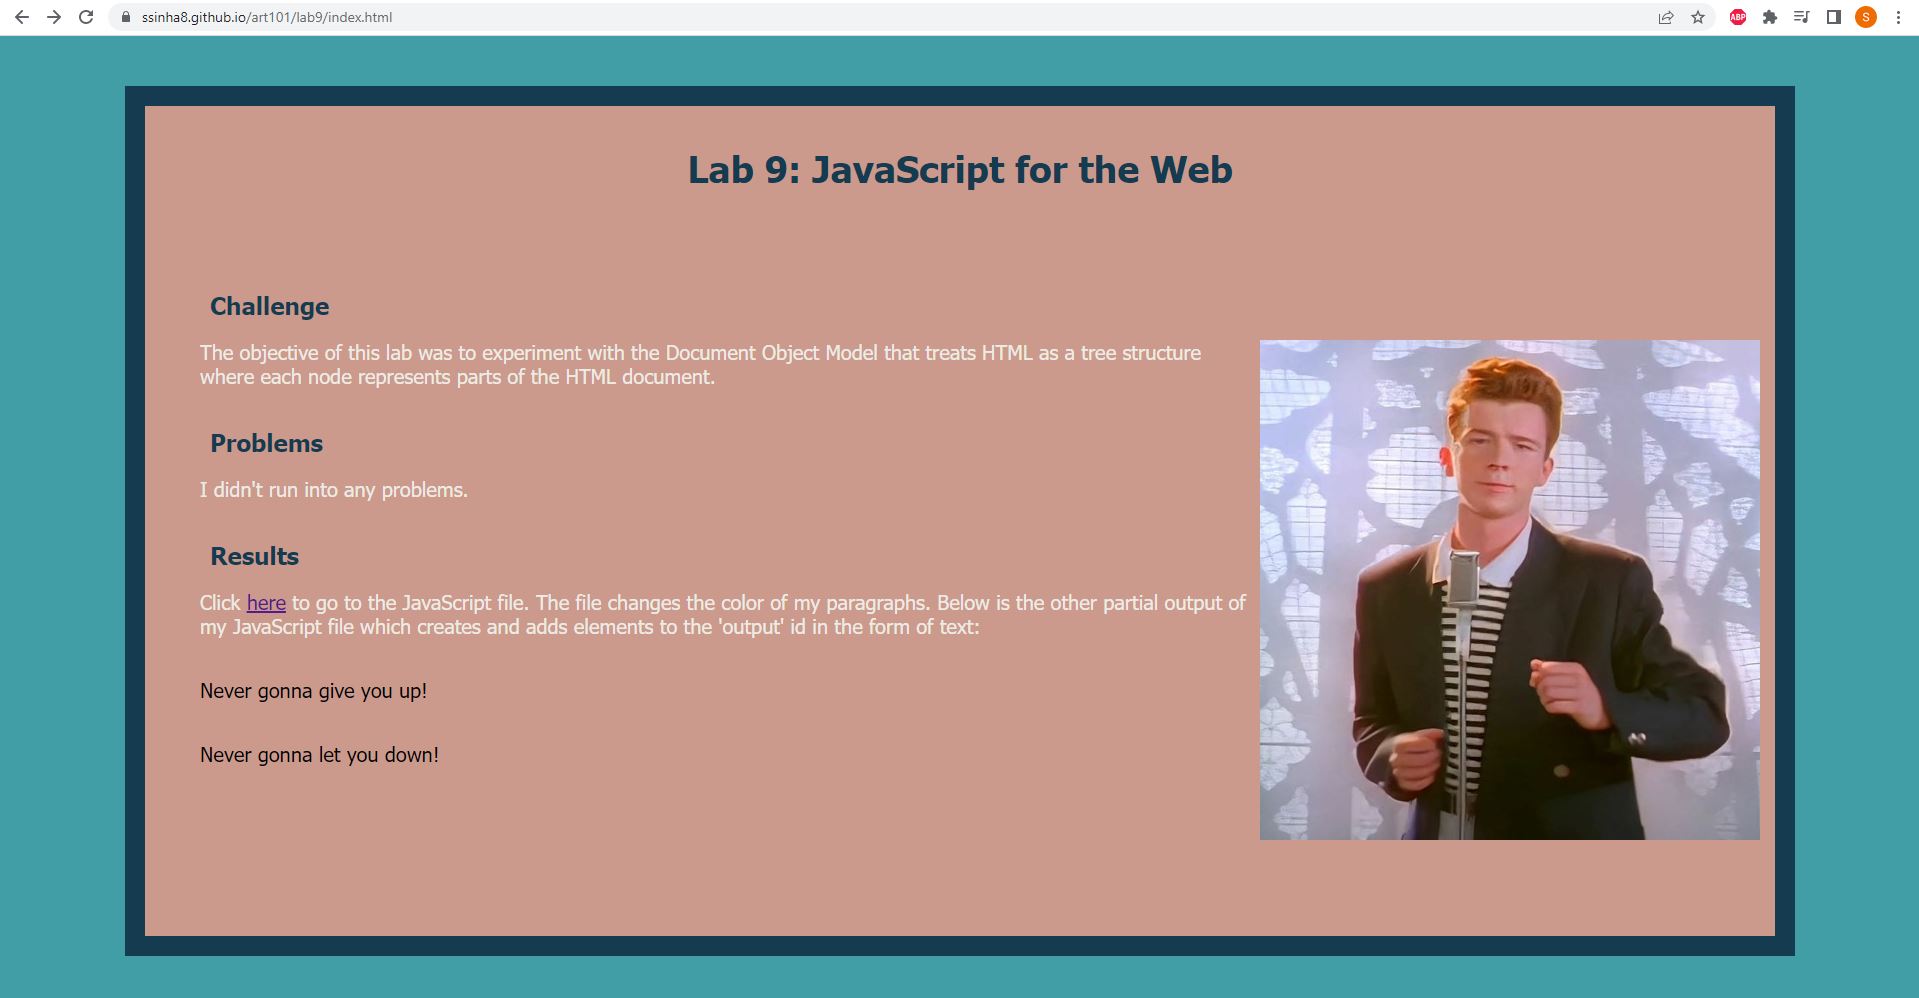 ssinha8.github.io/art101/lab9/index.html
ABP
S
Lab 9: JavaScript for the Web
Challenge
The objective of this lab was to experiment with the Document Object Model that treats HTML as a tree structure
where each node represents parts of the HTML document.
Problems
I didn't run into any problems.
Results
Click here to go to the JavaScript file. The file changes the color of my paragraphs. Below is the other partial output of
my JavaScript file which creates and adds elements to the 'output' id in the form of text:
Never gonna give you up!
Never gonna let you down!